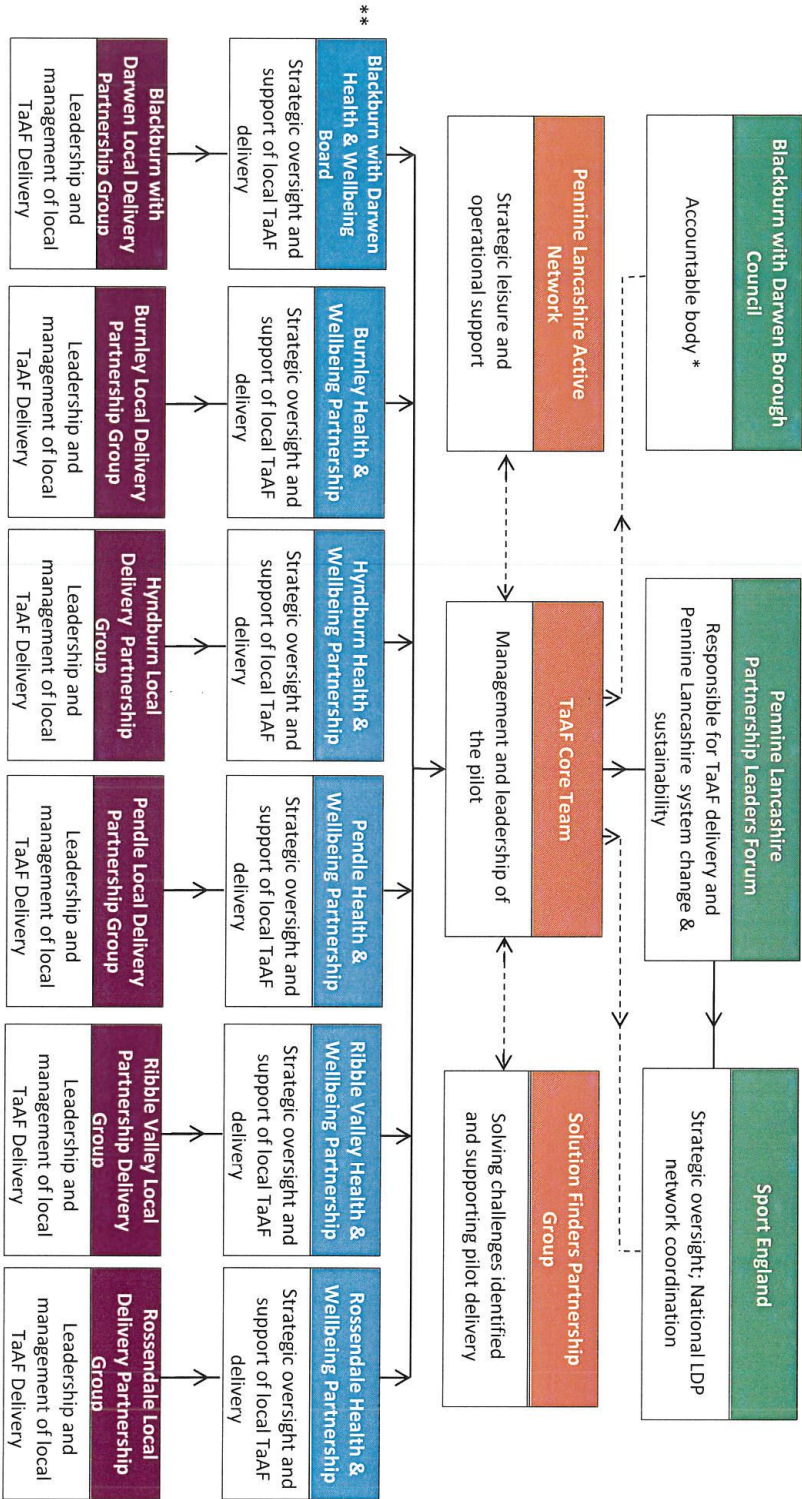 Blackburn with Darwen Borough
Council
Accountable body *
Pennine Lancashire
Partnership Leaders Forum
Responsible for TaAF delivery and
Pennine Lancashire system change &
sustainability
Sport England
Strategic oversight; National LDP
network coordination
Pennine Lancashire Active
Network
Strategic leisure and
operational support
TaAF Core Team
Management and leadership of
the pilot
Solution Finders Partnership
Group
Solving challenges identified
and supporting pilot delivery
**
Blackburn with Darwen
Health & Wellbeing
Board
Strategic oversight and
support of local TaAF
delivery
Burnley Health &
Wellbeing Partnership
Strategic oversight and
support of local TaAF
delivery
Hyndburn Health &
Wellbeing Partnership
Strategic oversight and
support of local TaAF
delivery
Pendle Health &
Wellbeing Partnership
Strategic oversight and
support of local TaAF
delivery
Ribble Valley Health &
Wellbeing Partnership
Strategic oversight and
support of local TaAF
delivery
Rossendale Health &
Wellbeing Partnership
Strategic oversight and
support of local TaAF
delivery
Blackburn with
Darwen Local Delivery
Partnership Group
Leadership and
management of local
TaAF Delivery
Burnley Local Delivery
Partnership Group
Leadership and
management of local
TaAF Delivery
Hyndburn Local
Delivery Partnership
Group
Leadership and
management of local
TaAF Delivery
Pendle Local Delivery
Partnership Group
Leadership and
management of local
TaAF Delivery
Ribble Valley Local
Partnership Delivery
Group
Leadership and
management of local
TaAF Delivery
Rossendale Local
Delivery Partnership
Group
Leadership and
management of local
TaAF Delivery